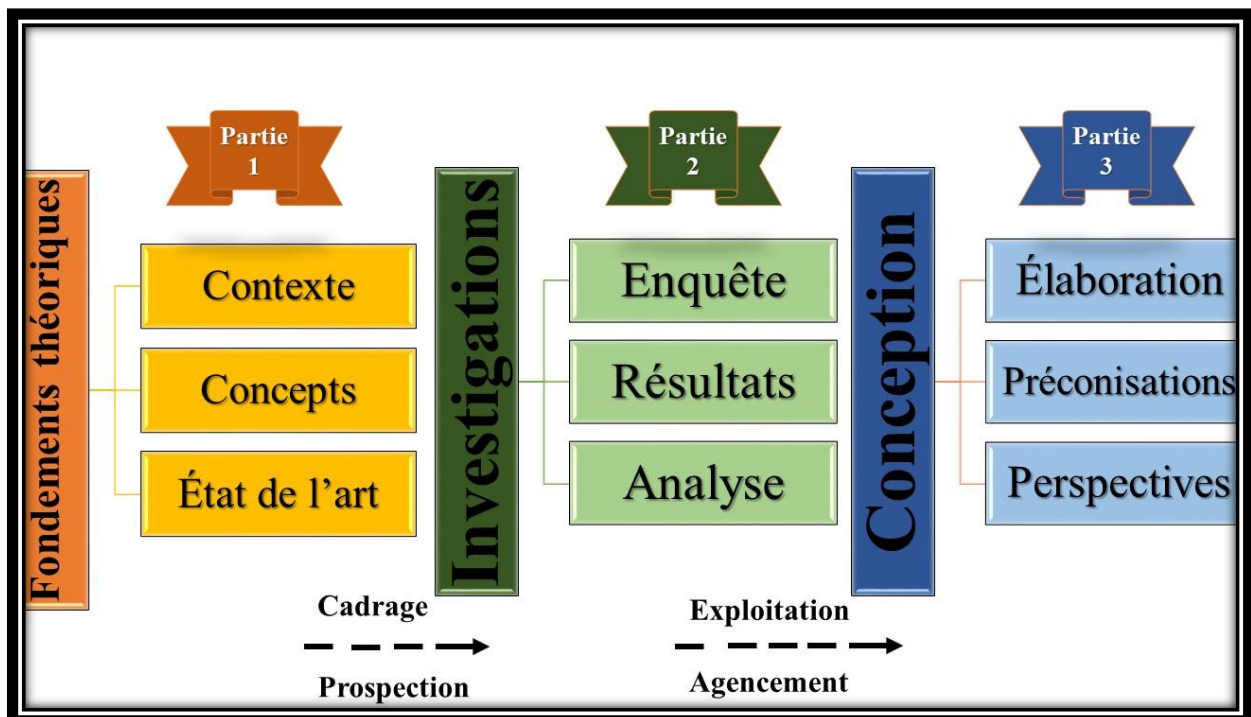 Partie
1
Fondements théoriques
Contexte
Concepts
État de l’art
Cadrage
Prospection
Partie
2
Investigations
Enquête
Résultats
Analyse
Exploitation
Agencement
Partie
3
Conception
Élaboration
Préconisations
Perspectives